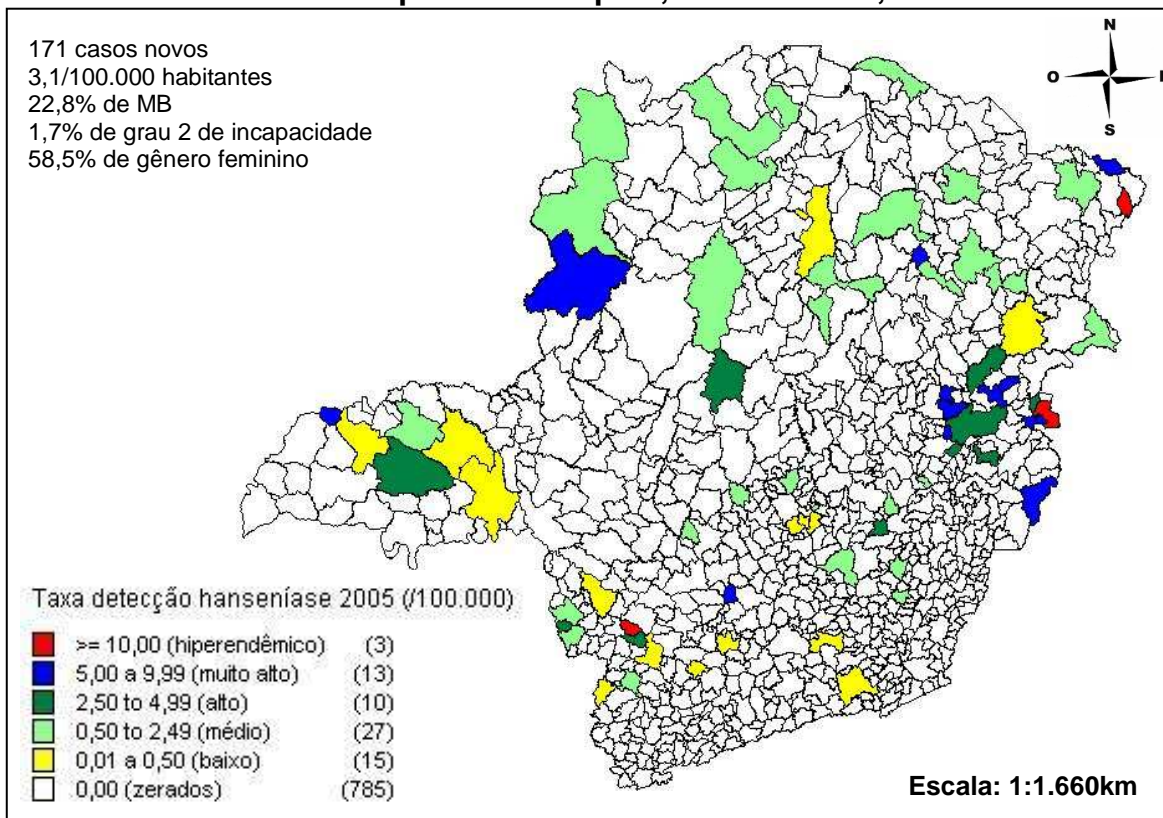 171 casos novos
3,1/100.000 habitantes
22,8% de MB
1,7% de grau 2 de incapacidade
58,5% de gênero feminino
N
O
S
Taxa detecção hanseníase 2005 (/100.000)
>= 10,00 (hiperendêmico) (3)
5,00 a 9,99 (muito alto) (13)
2,50 to 4,99 (alto) (10)
0,50 to 2,49 (médio) (27)
0,01 a 0,50 (baixo) (15)
0,00 (zerados) (785)
Escala: 1:1.660km